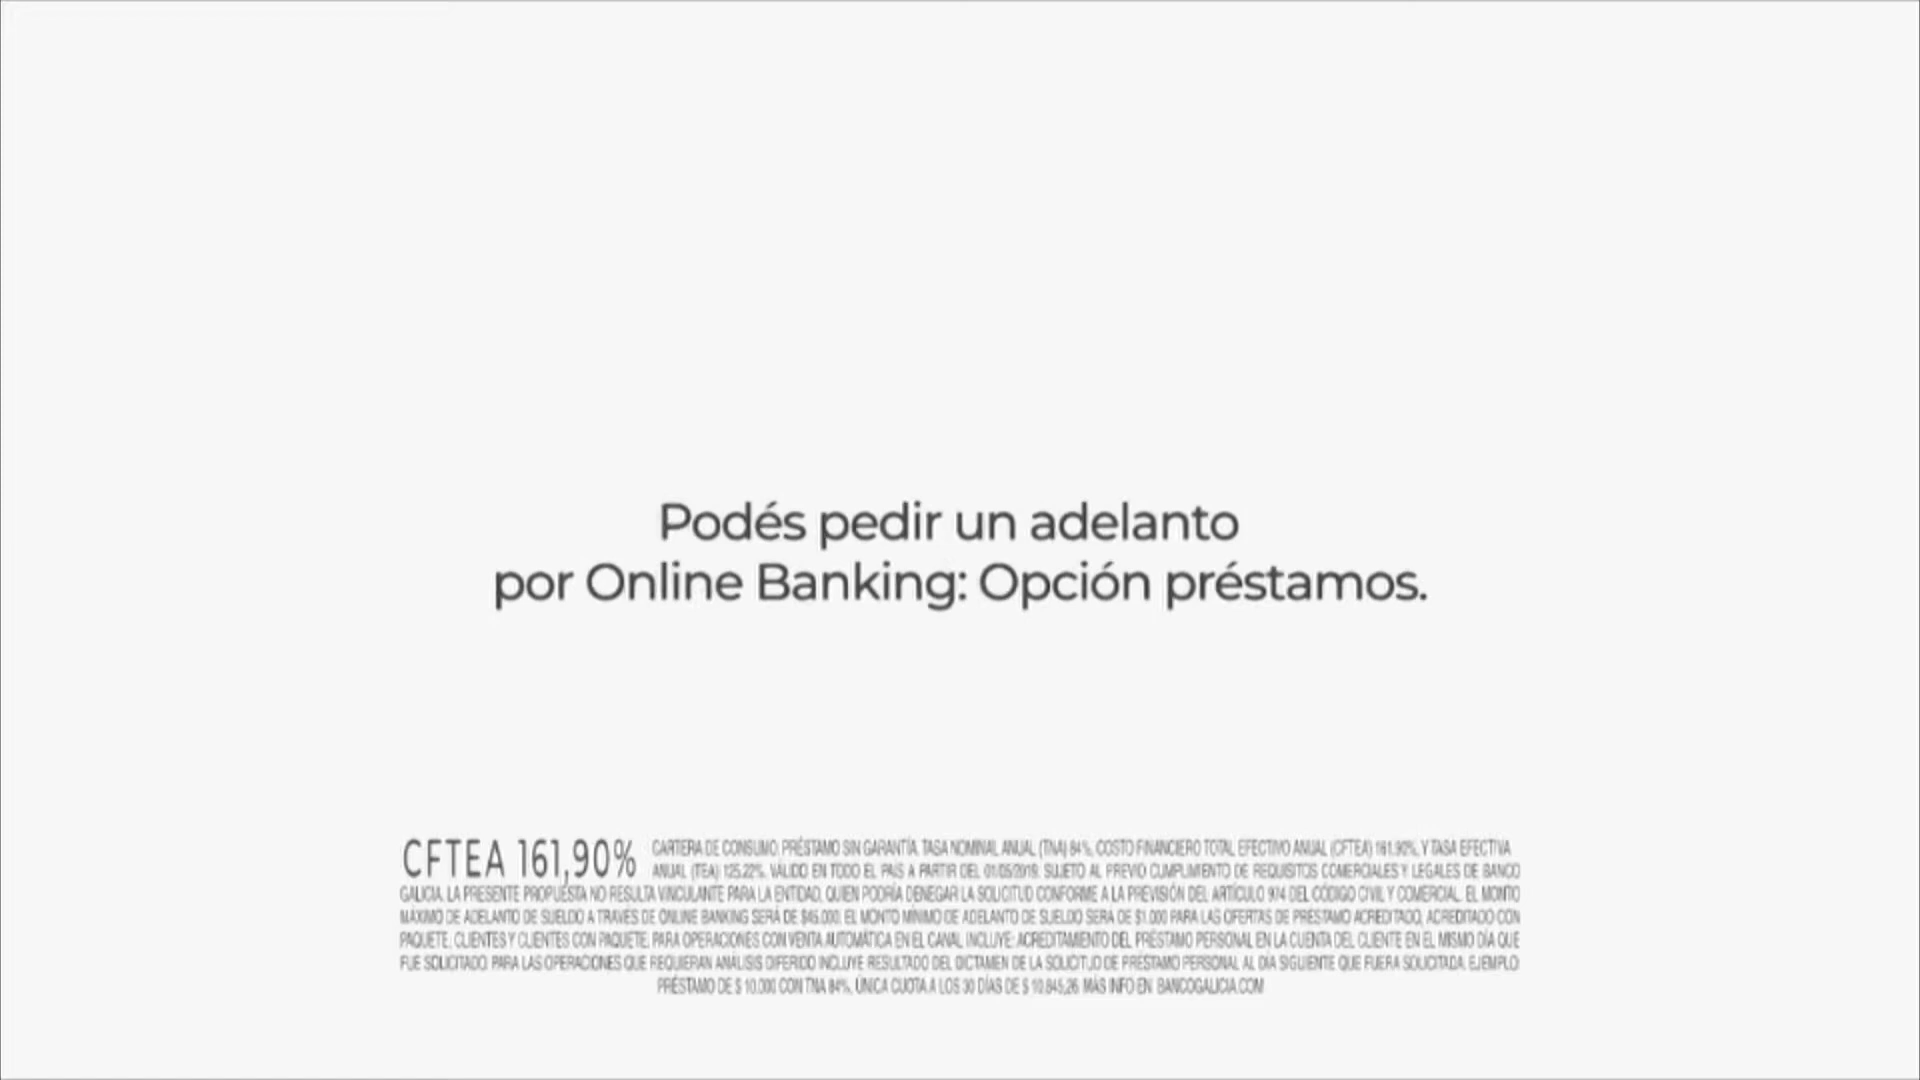 Podés pedir un adelanto
por Online Banking: Opción préstamos.
CFTEA 161,90%
CARTERA DE CONSUMO. PRÉSTAMO SIN GARANTÍA. TASA NOMINAL ANUAL (TNA) 84%, COSTO FINANCIERO TOTAL EFECTIVO ANUAL (CFTEA) 161,90%, Y TASA EFECTIVA
ANUAL (TEA) 125,22%. VÁLIDO EN TODO EL PAÍS A PARTIR DEL 01/05/2019. SUJETO AL PREVIO CUMPLIMIENTO DE REQUISITOS COMERCIALES Y LEGALES DE BANCO
GALICIA. LA PRESENTE PROPUESTA NO RESULTA VINCULANTE PARA LA ENTIDAD, QUIEN PODRÍA DENEGAR LA SOLICITUD CONFORME A LA PREVISIÓN DEL ARTÍCULO 974 DEL CÓDIGO CIVIL Y COMERCIAL. EL MONTO
MÁXIMO DE ADELANTO DE SUELDO A TRAVÉS DE ONLINE BANKING SERÁ DE $45.000. EL MONTO MÍNIMO DE ADELANTO DE SUELDO SERÁ DE $1.000 PARA LAS OFERTAS DE PRÉSTAMO ACREDITADO, ACREDITADO CON
PAQUETE, CLIENTES Y CLIENTES CON PAQUETE. PARA OPERACIONES CON VENTA AUTOMÁTICA EN EL CANAL INCLUYE: ACREDITAMIENTO DEL PRÉSTAMO PERSONAL EN LA CUENTA DEL CLIENTE EN EL MISMO DÍA QUE
FUE SOLICITADO. PARA LAS OPERACIONES QUE REQUIERAN ANÁLISIS DIFERIDO INCLUYE RESULTADO DEL DICTAMEN DE LA SOLICITUD DE PRÉSTAMO PERSONAL AL DÍA SIGUIENTE QUE FUERA SOLICITADA. EJEMPLO
PRÉSTAMO DE $ 10.000 CON TNA 84%, ÚNICA CUOTA A LOS 30 DÍAS DE $ 10.845,26. MÁS INFO EN BANCOGALICIA.COM